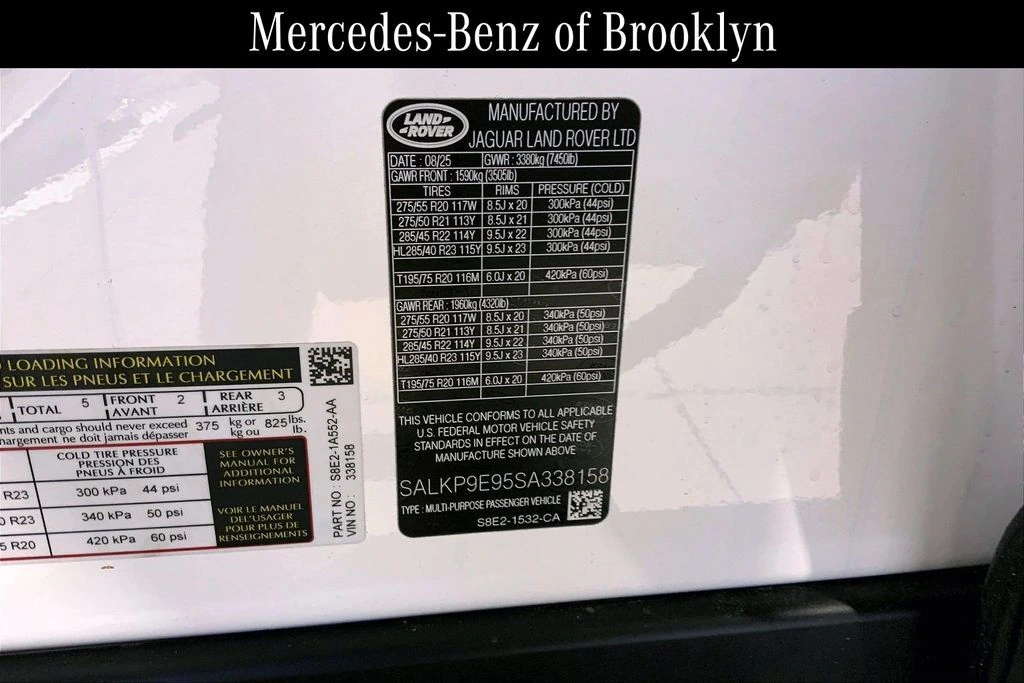 Mercedes-Benz of Brooklyn
LAND-
-ROVER
MANUFACTURED BY
JAGUAR LAND ROVER LTD
DATE : 08/25 GVWR : 3380kg (7450lb)
GAWR FRONT : 1590kg (3505lb)
TIRES RIMS PRESSURE (COLD)
275/55 R20 117W 8.5J x 20 300kPa (44psi)
275/50 R21 113Y 8.5J x 21 300kPa (44psi)
285/45 R22 114Y 9.5J x 22 300kPa (44psi)
HL285/40 R23 115Y 9.5J x 23 300kPa (44psi)
T195/75 R20 116M 6.0J x 20 420kPa (60psi)
GAWR REAR : 1960kg (4320lb)
275/55 R20 117W 8.5J x 20 340kPa (50psi)
275/50 R21 113Y 8.5J x 21 340kPa (50psi)
285/45 R22 114Y 9.5J x 22 340kPa (50psi)
HL285/40 R23 115Y 9.5J x 23 340kPa (50psi)
T195/75 R20 116M 6.0J x 20 420kPa (60psi)
THIS VEHICLE CONFORMS TO ALL APPLICABLE
U.S. FEDERAL MOTOR VEHICLE SAFETY
STANDARDS IN EFFECT ON THE DATE OF
MANUFACTURE SHOWN ABOVE
SALKP9E95SA338158
TYPE : MULTI-PURPOSE PASSENGER VEHICLE
S8E2-1532-CA
LOADING INFORMATION
SUR LES PNEUS ET LE CHARGEMENT
TOTAL 5 FRONT 2 REAR 3
AVANT ARRIÈRE
and cargo should never exceed 375 kg or 825 lbs.
ne doit jamais dépasser kg ou lb.
COLD TIRE PRESSURE
PRESSION DES
PNEUS À FROID
R23 300 kPa 44 psi
R23 340 kPa 50 psi
R20 420 kPa 60 psi
SEE OWNER'S
MANUAL FOR
ADDITIONAL
INFORMATION
VOIR LE MANUEL
DE L'USAGER
POUR PLUS DE
RENSEIGNEMENTS
PART NO : S8E2-1A552-AA
VIN NO : 338158